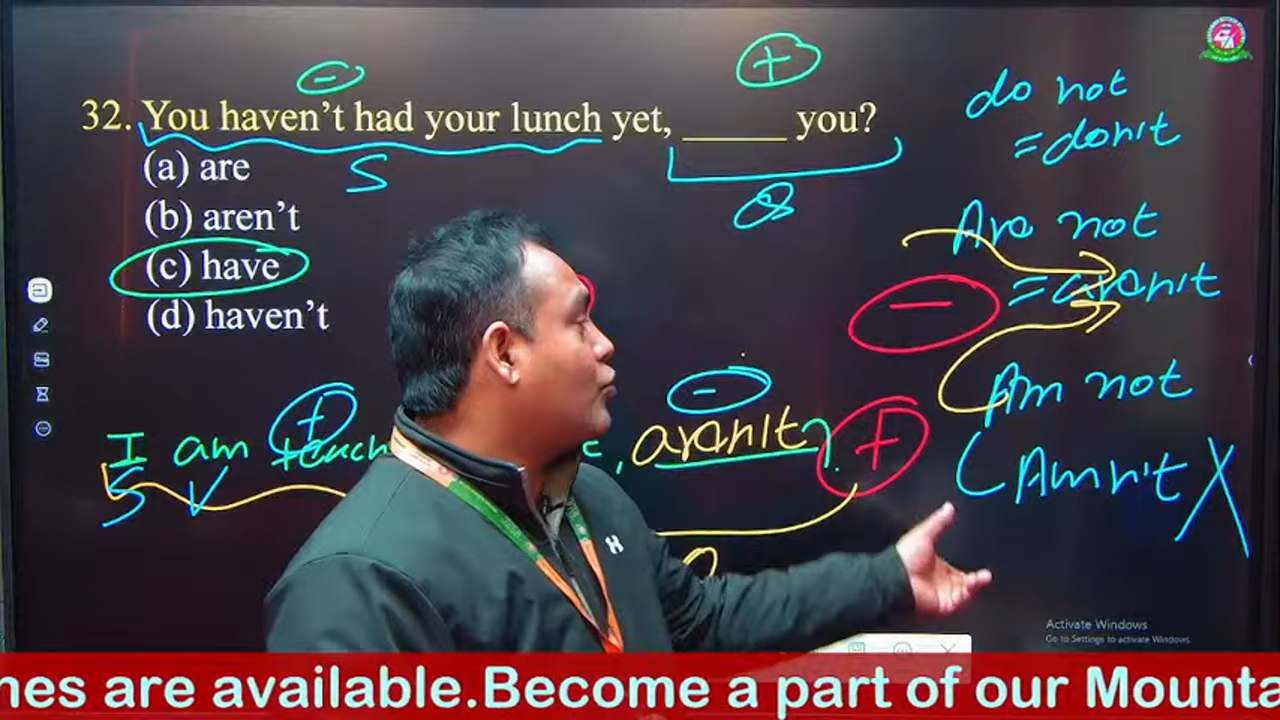 32. You haven't had your lunch yet, ______ you?
(a) are
(b) aren't
(c) have
(d) haven't
S
Q
do not
= don't
Are not
= aren't
Am not
Amn't X
I am teach
, aren't
S V
Activate Windows
Go to Settings to activate Windows.
nes are available.Become a part of our Mounta